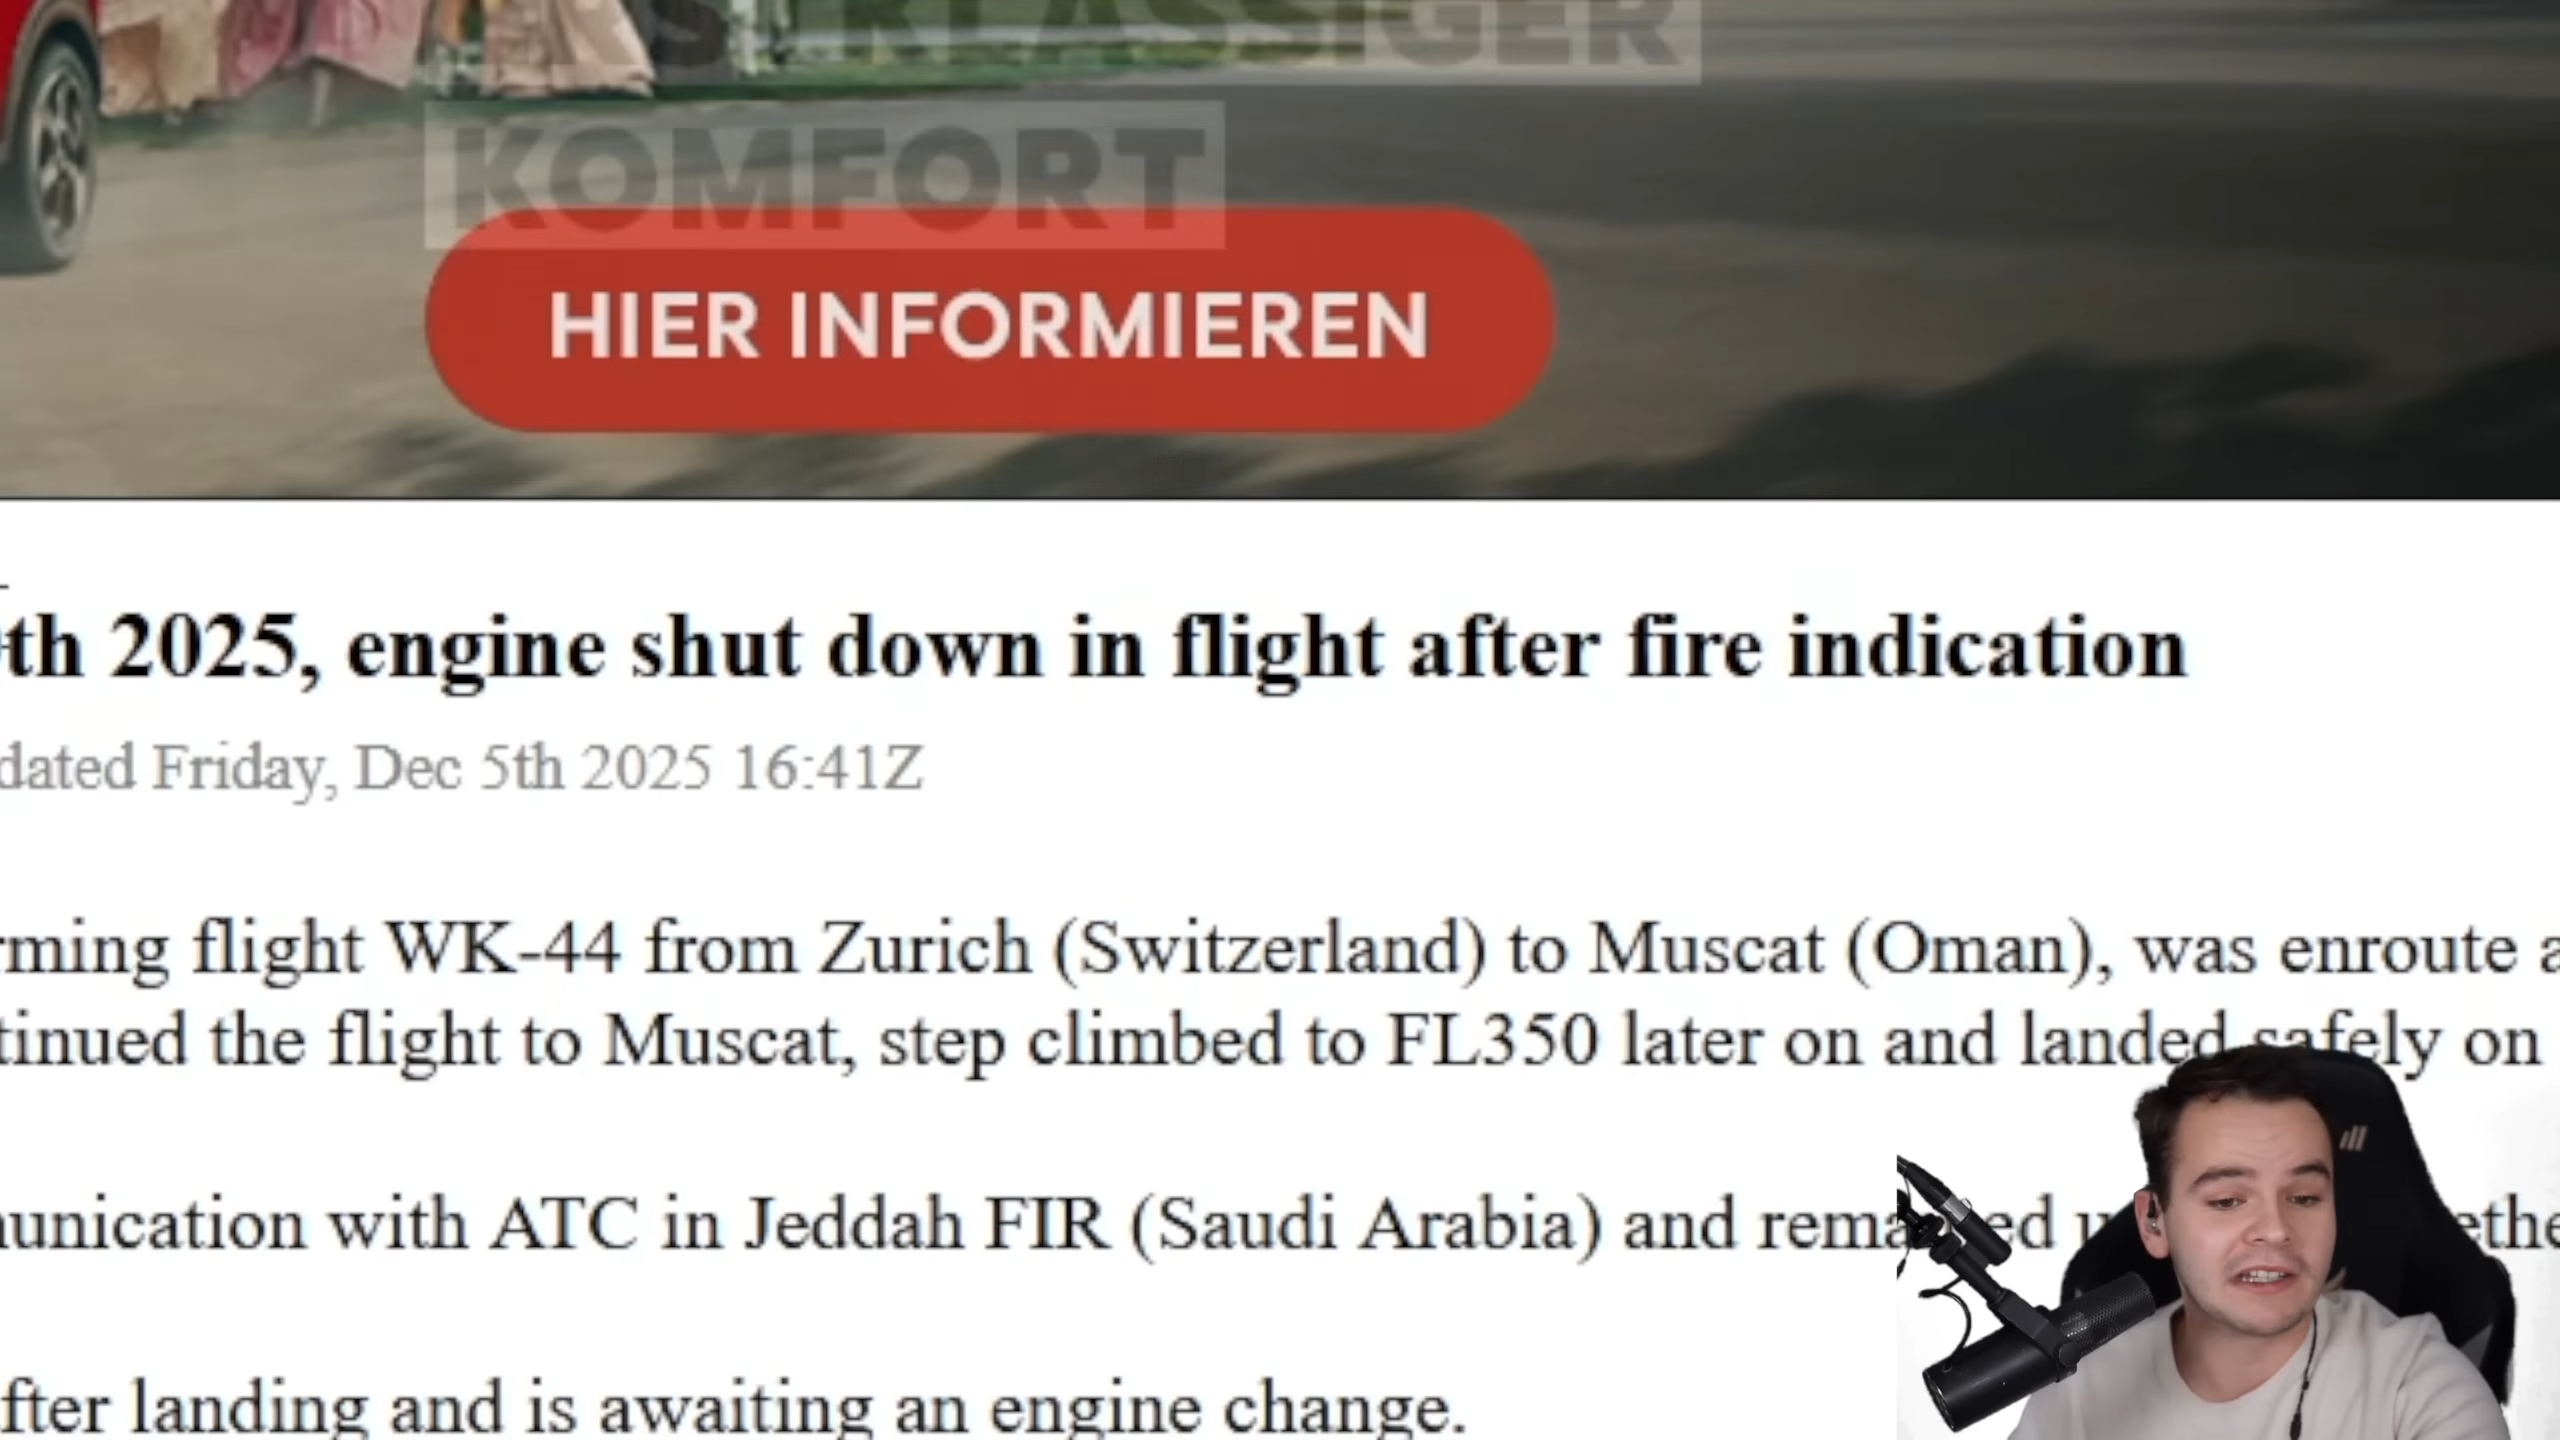 KLASSIGER
KOMFORT
HIER INFORMIEREN
th 2025, engine shut down in flight after fire indication
dated Friday, Dec 5th 2025 16:41Z
rming flight WK-44 from Zurich (Switzerland) to Muscat (Oman), was enroute a
tinued the flight to Muscat, step climbed to FL350 later on and landed safely on
unication with ATC in Jeddah FIR (Saudi Arabia) and
fter landing and is awaiting an engine change.